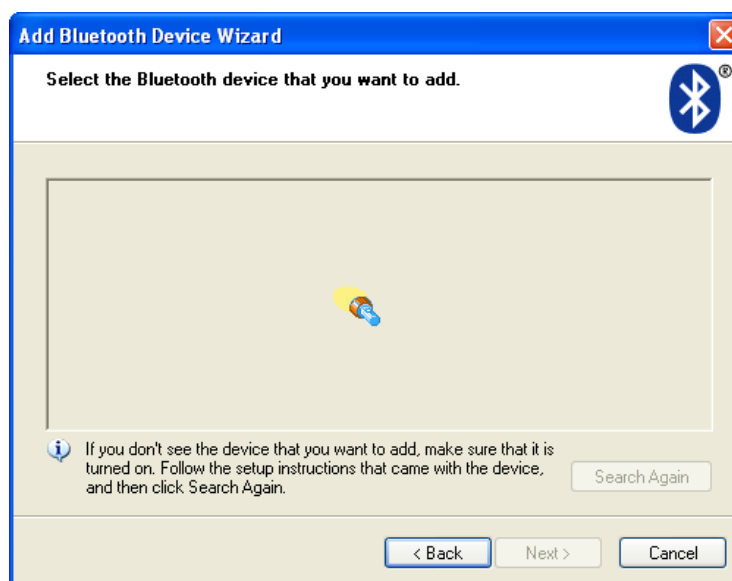 Add Bluetooth Device Wizard
Select the Bluetooth device that you want to add.
®
If you don't see the device that you want to add, make sure that it is
turned on. Follow the setup instructions that came with the device,
and then click Search Again.
Search Again
< Back
Next >
Cancel